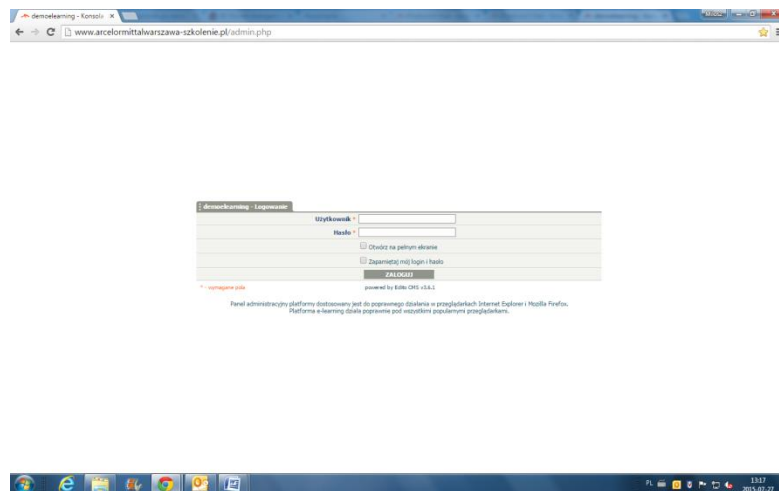 demoelearning - Konsola
www.arcelormittalwarszawa-szkolenie.pl/admin.php
demoelearning - Logowanie
Użytkownik *
Hasło *
Otwórz na pełnym ekranie
Zapamiętaj mój login i hasło
ZALOGUJ
* - wymagane pola
powered by Edito CMS v3.6.1
Panel administracyjny platformy dostosowany jest do poprawnego działania w przeglądarkach Internet Explorer i Mozilla Firefox.
Platforma e-learning działa poprawnie pod wszystkimi popularnymi przeglądarkami.
PL
13:17
2015-07-27